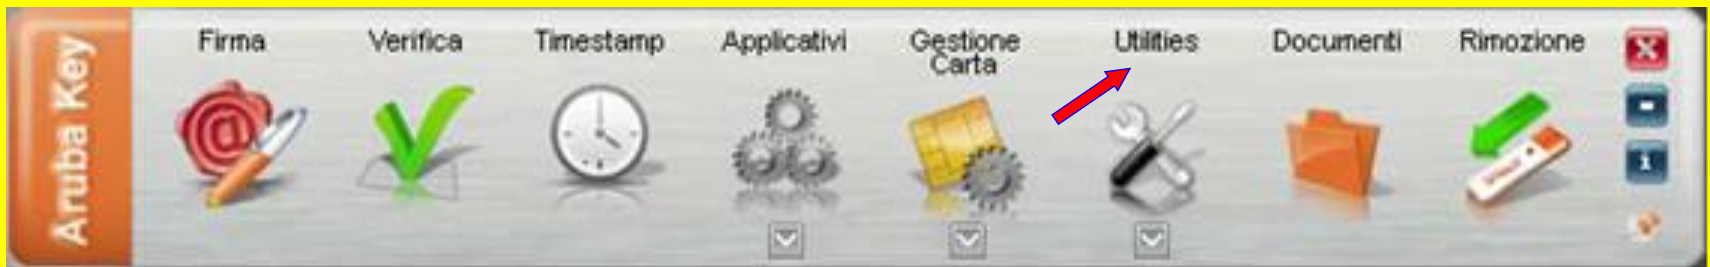 Aruba Key
Firma
Verifica
Timestamp
Applicativi
Gestione
Carta
Utilities
Documenti
Rimozione